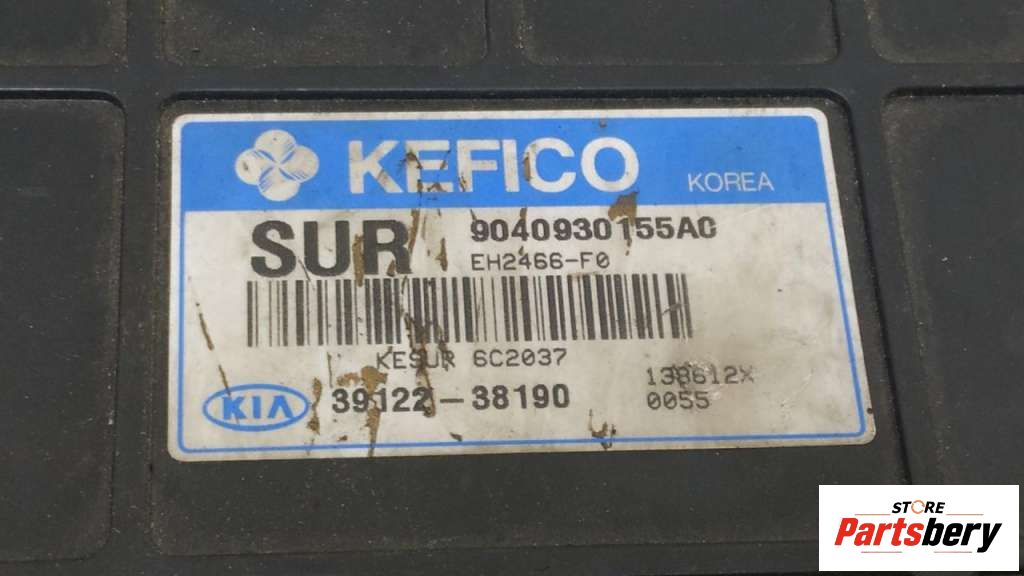 KEFICO KOREA
SUR 9040930155AC
EH2466-F0
KESUR 6C2037
138612X
KIA 39122-38190 0055
STORE
Partsbery